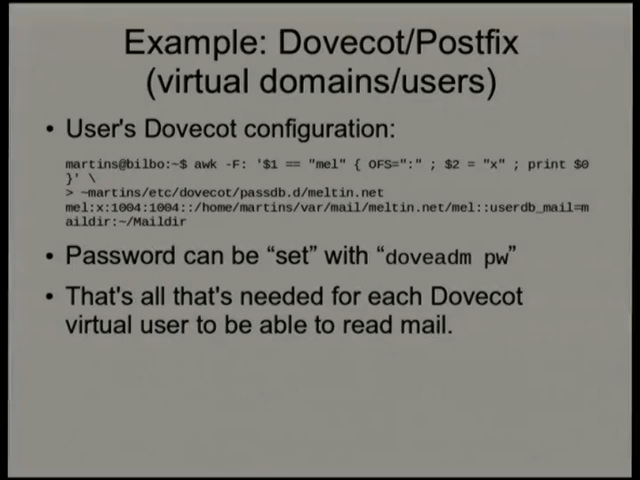 Example: Dovecot/Postfix
(virtual domains/users)
• User's Dovecot configuration:
martins@bilbo:~$ awk -F: '$1 == "mel" { OFS=":" ; $2 = "x" ; print $0
}' \
> ~martins/etc/dovecot/passdb.d/meltin.net
mel:x:1004:1004::/home/martins/var/mail/meltin.net/mel::userdb_mail=m
aildir:~/Maildir
• Password can be “set” with “doveadm pw”
• That's all that's needed for each Dovecot
virtual user to be able to read mail.